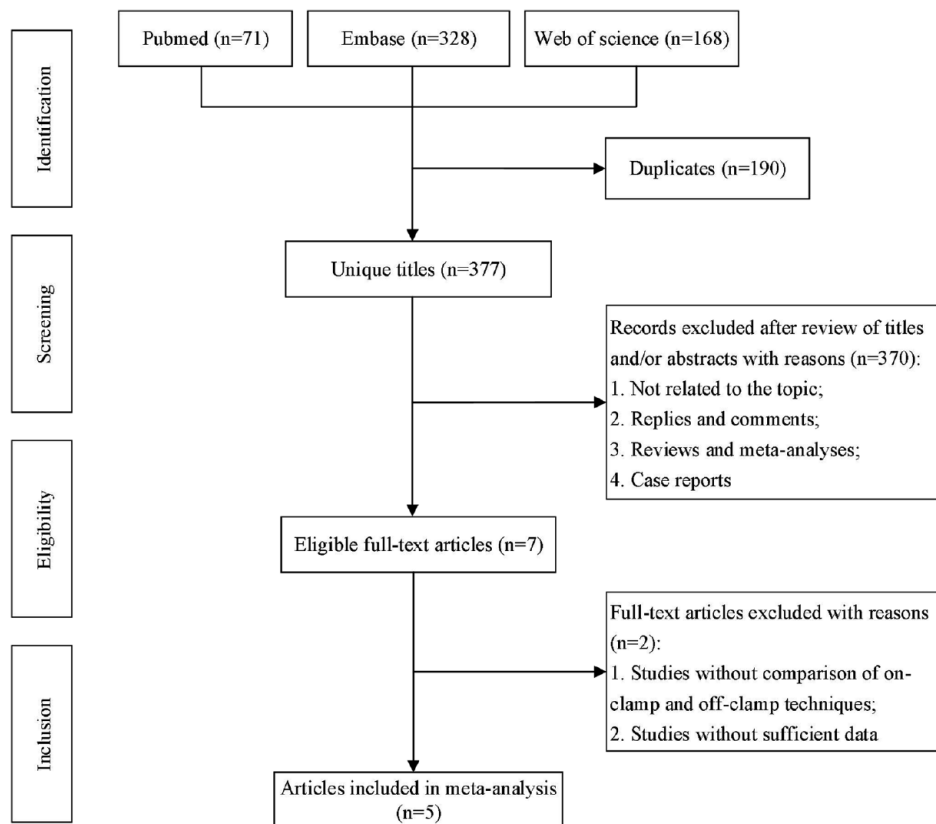 Pubmed (n=71)
Embase (n=328)
Web of science (n=168)
Identification
Duplicates (n=190)
Unique titles (n=377)
Screening
Records excluded after review of titles
and/or abstracts with reasons (n=370):
1. Not related to the topic;
2. Replies and comments;
3. Reviews and meta-analyses;
4. Case reports
Eligibility
Eligible full-text articles (n=7)
Full-text articles excluded with reasons
(n=2):
1. Studies without comparison of on-
clamp and off-clamp techniques;
2. Studies without sufficient data
Inclusion
Articles included in meta-analysis
(n=5)